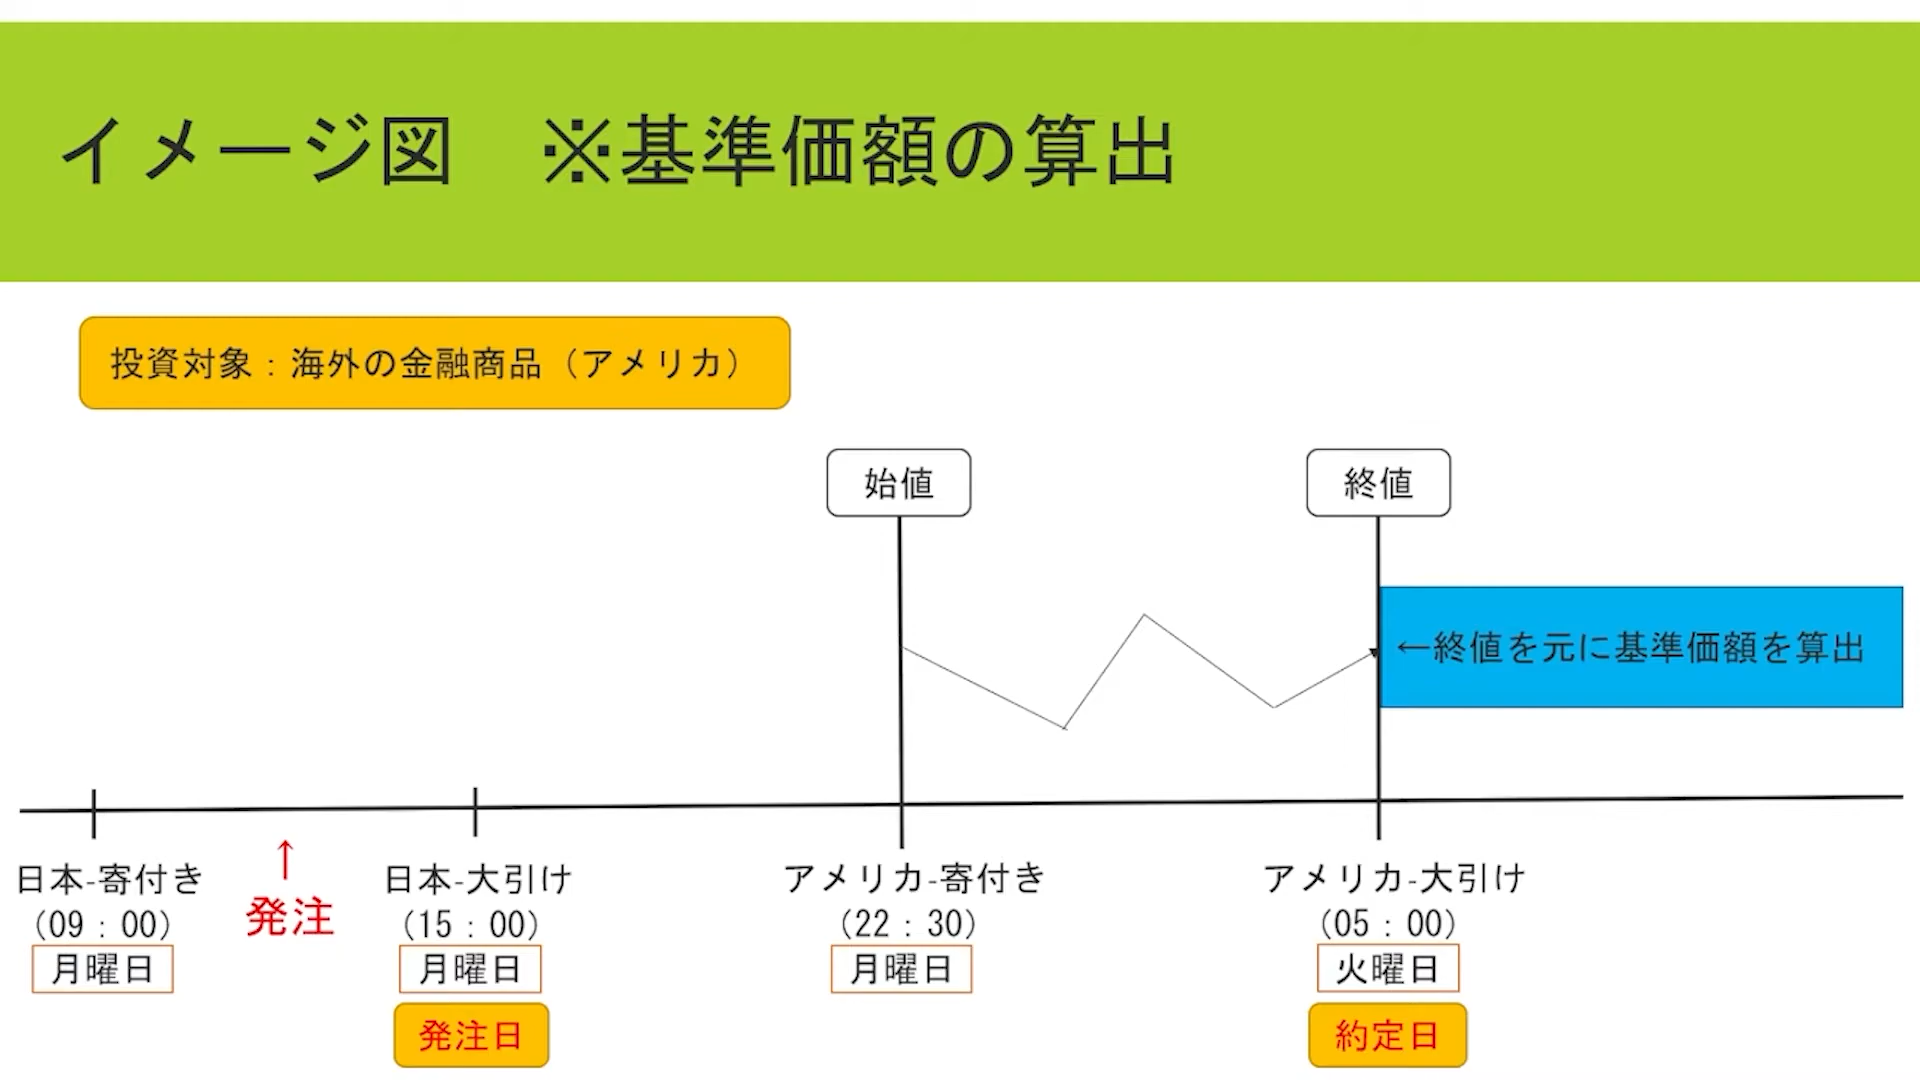 イメージ図　※基準価額の算出
投資対象：海外の金融商品（アメリカ）
始値
終値
←終値を元に基準価額を算出
日本-寄付き
（09：00）
月曜日
↑
発注
日本-大引け
（15：00）
月曜日
発注日
アメリカ-寄付き
（22：30）
月曜日
アメリカ-大引け
（05：00）
火曜日
約定日